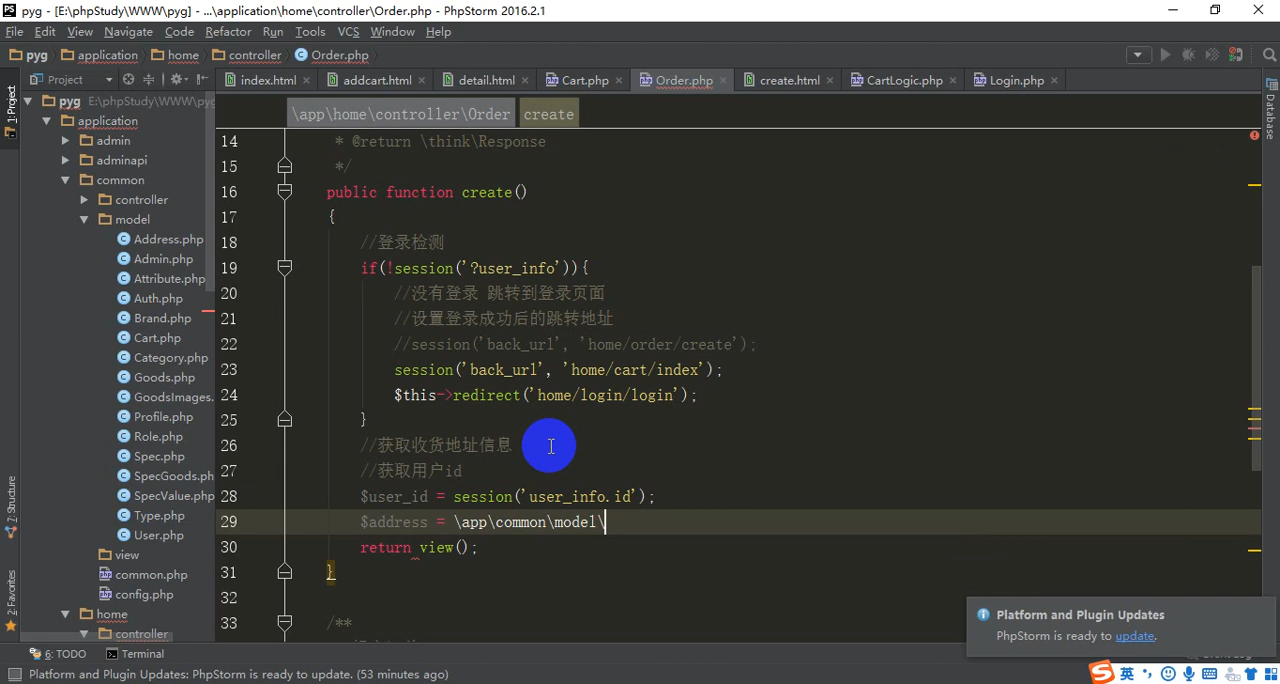 pyg - [E:\phpStudy\WWW\pyg] - ...\application\home\controller\Order.php - PhpStorm 2016.2.1
File Edit View Navigate Code Refactor Run Tools VCS Window Help
pyg application home controller Order.php
Project index.html addcart.html detail.html Cart.php Order.php create.html CartLogic.php Login.php
1: Project
7: Structure
2: Favorites
Database
pyg E:\phpStudy\WWW\pyg
application
admin
adminapi
common
controller
model
Address.php
Admin.php
Attribute.php
Auth.php
Brand.php
Cart.php
Category.php
Goods.php
GoodsImages.
Profile.php
Role.php
Spec.php
SpecGoods.ph
SpecValue.php
Type.php
User.php
view
common.php
config.php
home
controller
\app\home\controller\Order create
14 * @return \think\Response
15 */
16 public function create()
17 {
18 //登录检测
19 if(!session('?user_info')){
20 //没有登录 跳转到登录页面
21 //设置登录成功后的跳转地址
22 //session('back_url', 'home/order/create');
23 session('back_url', 'home/cart/index');
24 $this->redirect('home/login/login');
25 }
26 //获取收货地址信息
27 //获取用户id
28 $user_id = session('user_info.id');
29 $address = \app\common\model\
30 return view();
31 }
32
33 /**
Platform and Plugin Updates
PhpStorm is ready to update.
6: TODO Terminal
Platform and Plugin Updates: PhpStorm is ready to update. (53 minutes ago)
英